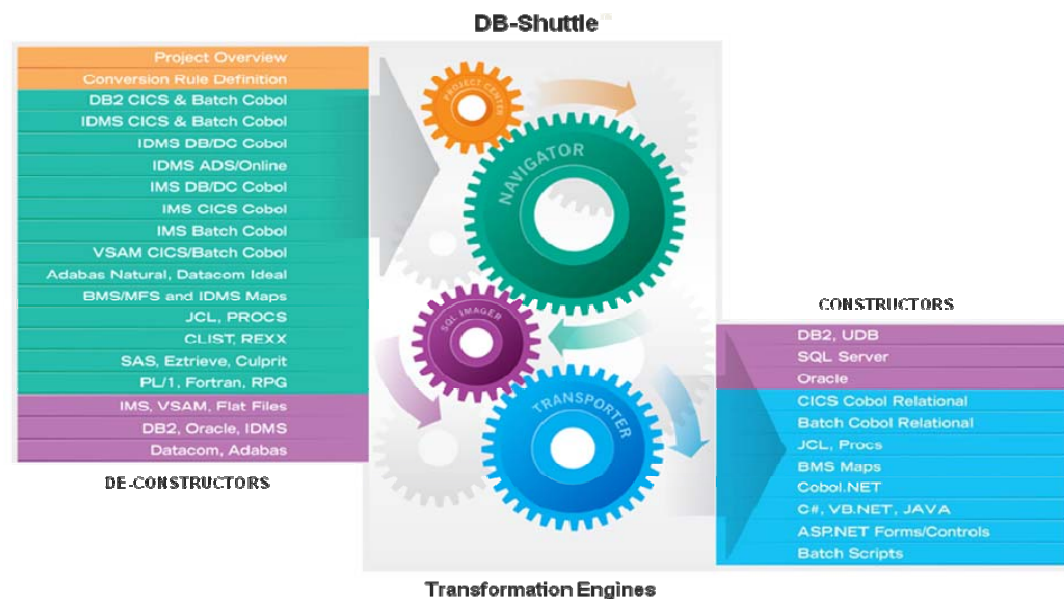 DB-Shuttle
Project Overview
Conversion Rule Definition
DB2 CICS & Batch Cobol
IDMS CICS & Batch Cobol
IDMS DB/DC Cobol
IDMS ADS/Online
IMS DB/DC Cobol
IMS CICS Cobol
IMS Batch Cobol
VSAM CICS/Batch Cobol
Adabas Natural, Datacom Ideal
BMS/MFS and IDMS Maps
JCL, PROCS
CLIST, REXX
SAS, Eztrieve, Culprit
PL/1, Fortran, RPG
IMS, VSAM, Flat Files
DB2, Oracle, IDMS
Datacom, Adabas
DE-CONSTRUCTORS
PROJECT CENTER
NAVIGATOR
SQL IMAGER
TRANSPORTER
CONSTRUCTORS
DB2, UDB
SQL Server
Oracle
CICS Cobol Relational
Batch Cobol Relational
JCL, Procs
BMS Maps
Cobol.NET
C#, VB.NET, JAVA
ASP.NET Forms/Controls
Batch Scripts
Transformation Engines